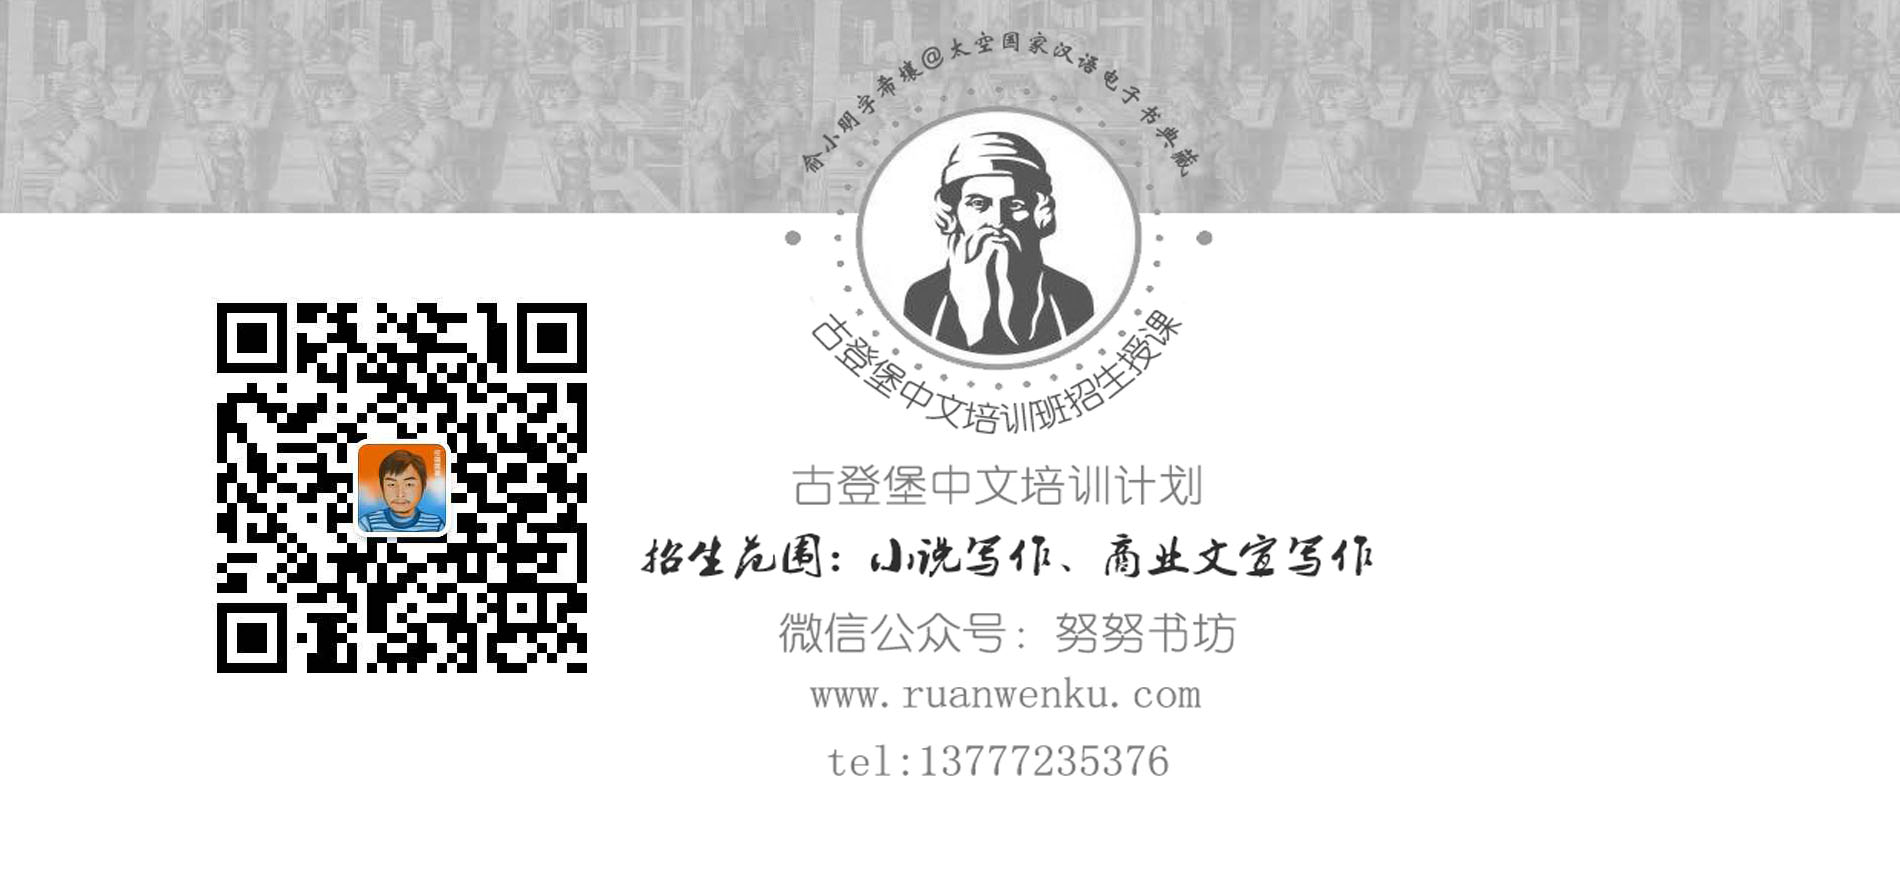 俞小明字希壤@太空国家汉语电子书典藏
古登堡中文培训班招生授课
古登堡中文培训计划
招生范围：小说写作、商业文宣写作
微信公众号：努努书坊
www.ruanwenku.com
tel:13777235376